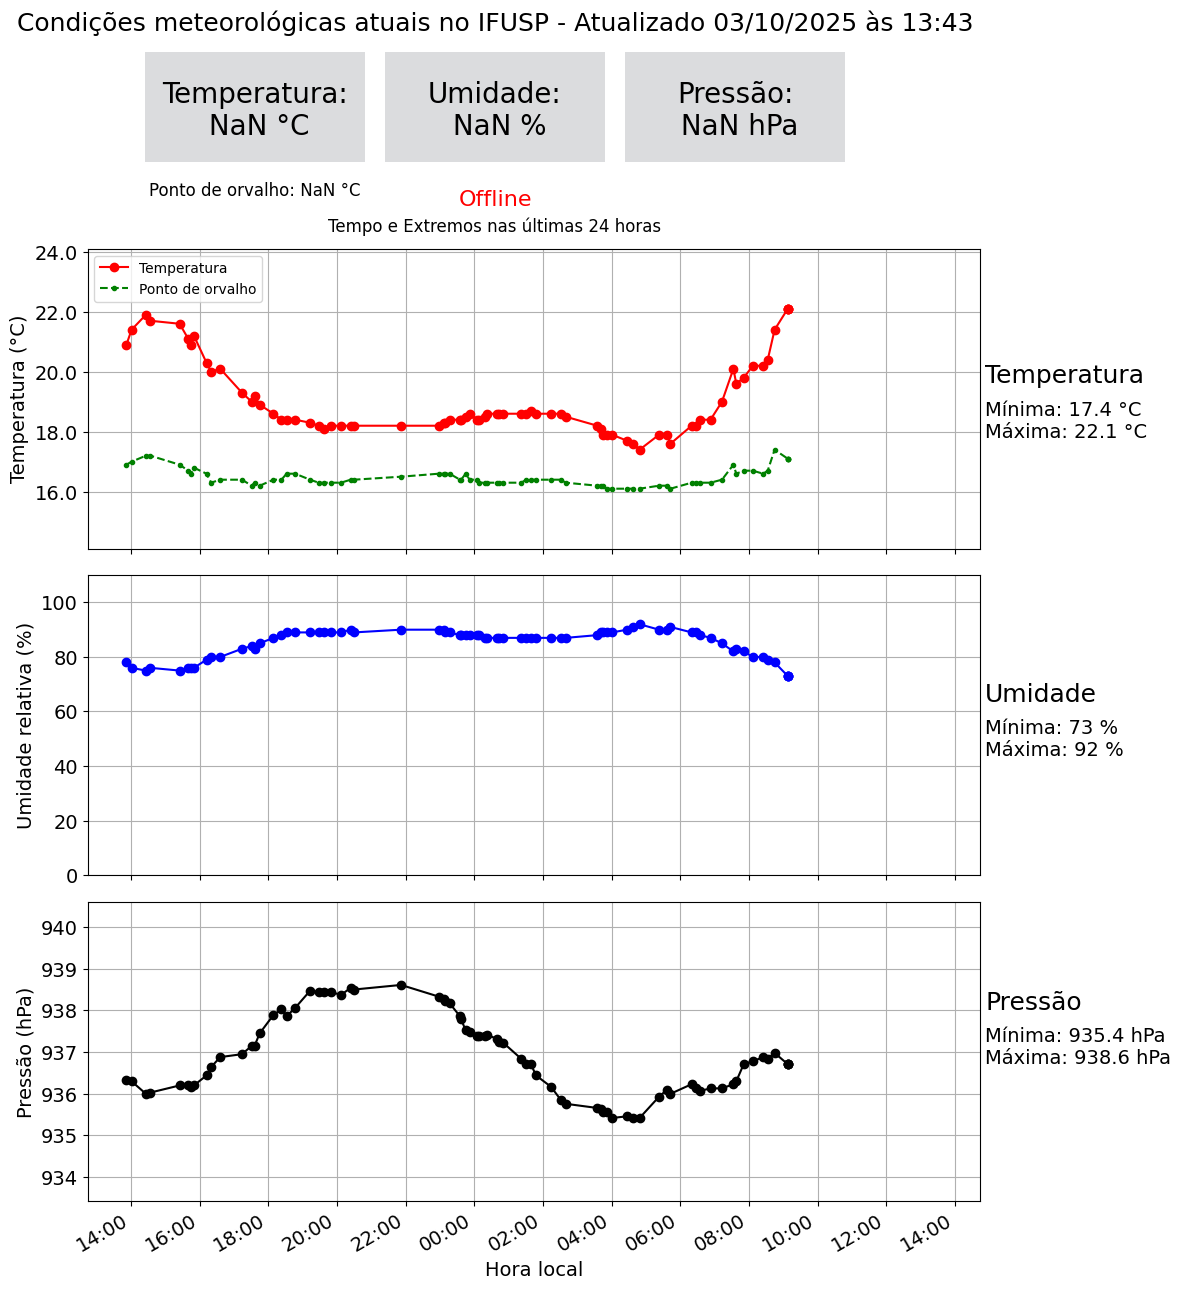 Condições meteorológicas atuais no IFUSP - Atualizado 03/10/2025 às 13:43
Temperatura:
NaN °C
Umidade:
NaN %
Pressão:
NaN hPa
Ponto de orvalho: NaN °C
Offline
Tempo e Extremos nas últimas 24 horas
Temperatura (°C)
24.0
22.0
20.0
18.0
16.0
Temperatura
Ponto de orvalho
Temperatura
Mínima: 17.4 °C
Máxima: 22.1 °C
Umidade relativa (%)
100
80
60
40
20
0
Umidade
Mínima: 73 %
Máxima: 92 %
Pressão (hPa)
940
939
938
937
936
935
934
Pressão
Mínima: 935.4 hPa
Máxima: 938.6 hPa
14:00 16:00 18:00 20:00 22:00 00:00 02:00 04:00 06:00 08:00 10:00 12:00 14:00
Hora local